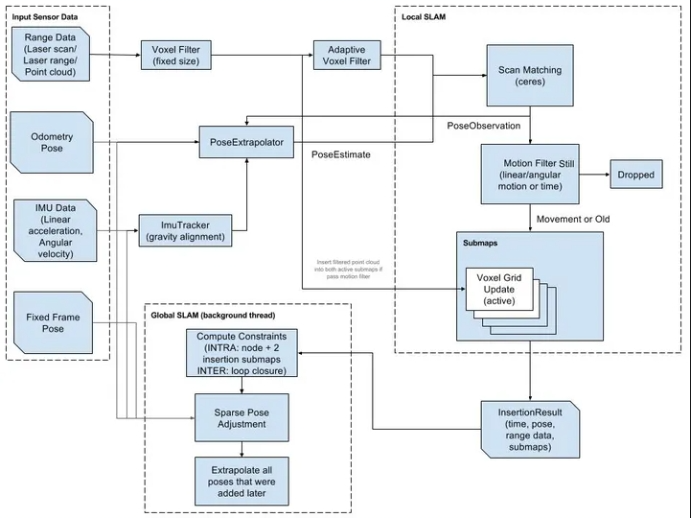 Input Sensor Data
Range Data
(Laser scan/
Laser range/
Point cloud)
Voxel Filter
(fixed size)
Adaptive
Voxel Filter
Local SLAM
Scan Matching
(ceres)
PoseObservation
Odometry
Pose
PoseExtrapolator
PoseEstimate
Motion Filter Still
(linear/angular
motion or time)
Dropped
Movement or Old
IMU Data
(Linear
acceleration,
Angular
velocity)
ImuTracker
(gravity alignment)
Submaps
Voxel Grid
Update
(active)
Insert filtered point cloud
into both active submaps if
pass motion filter
Fixed Frame
Pose
Global SLAM (background thread)
Compute Constraints
(INTRA: node + 2
insertion submaps
INTER: loop closure)
Sparse Pose
Adjustment
Extrapolate all
poses that were
added later
InsertionResult
(time, pose,
range data,
submaps)